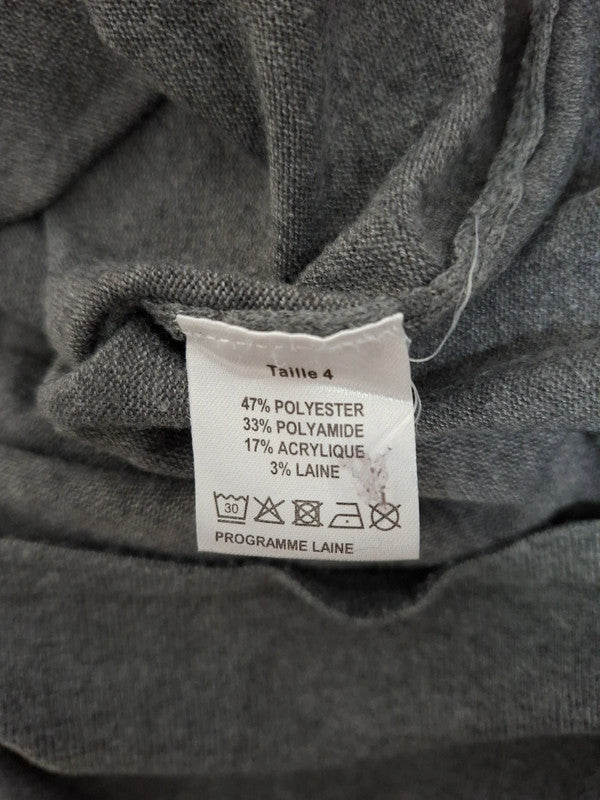 Taille 4
47% POLYESTER
33% POLYAMIDE
17% ACRYLIQUE
3% LAINE
30
PROGRAMME LAINE